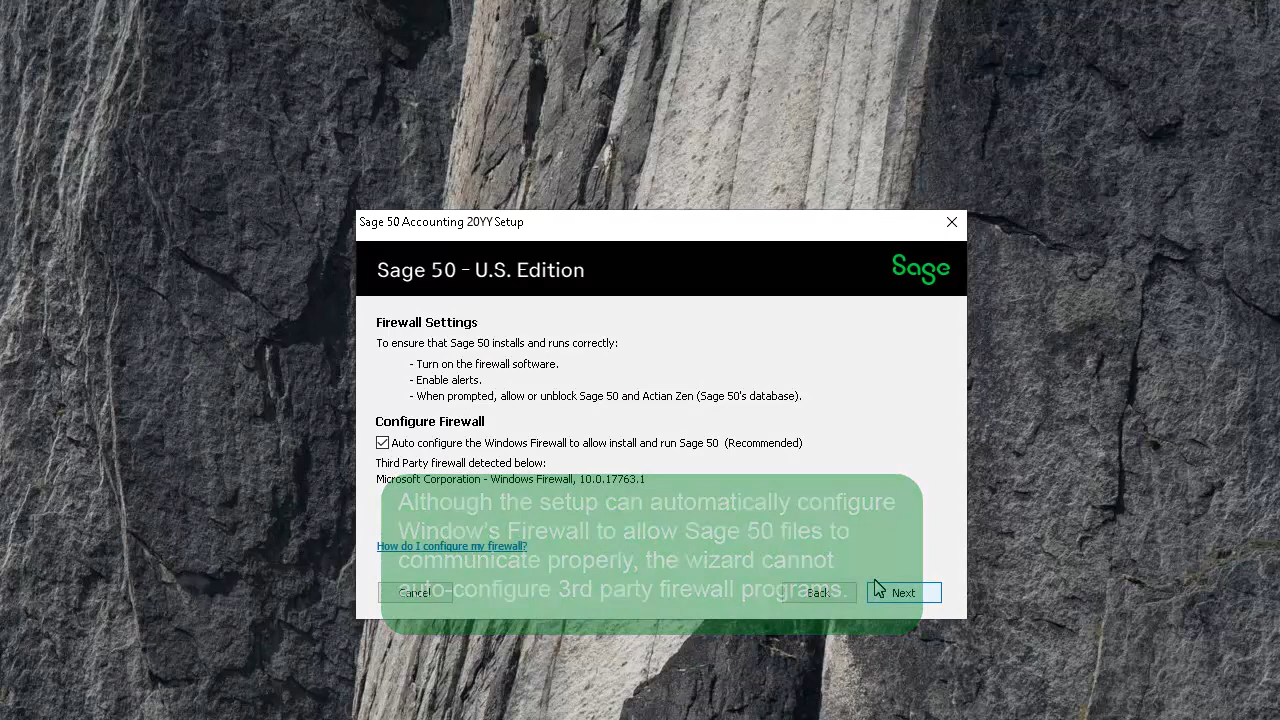 Sage 50 Accounting 20YY Setup
Sage 50 - U.S. Edition
Sage
Firewall Settings
To ensure that Sage 50 installs and runs correctly:
- Turn on the firewall software.
- Enable alerts.
- When prompted, allow or unblock Sage 50 and Actian Zen (Sage 50's database).
Configure Firewall
Auto configure the Windows Firewall to allow install and run Sage 50 (Recommended)
Third Party firewall detected below:
Microsoft Corporation - Windows Firewall, 10.0.17763.1
Although the setup can automatically configure
Window's Firewall to allow Sage 50 files to
How do I configure my firewall?
communicate properly, the wizard cannot
auto-configure 3rd party firewall programs.
Cancel
Back
Next